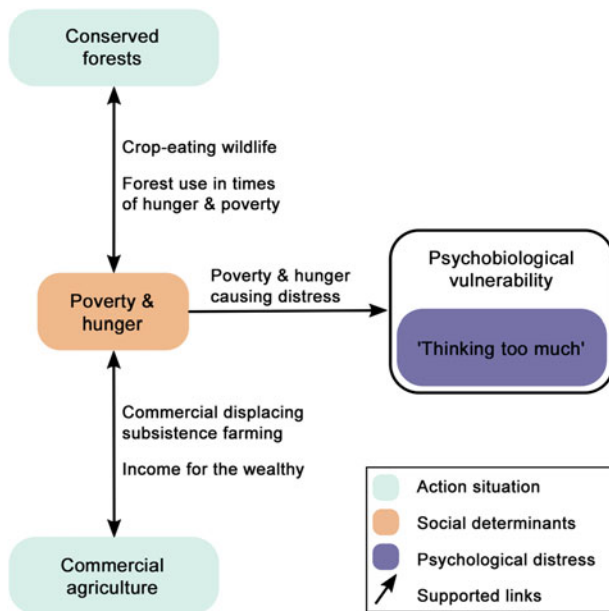 Conserved
forests
Crop-eating wildlife
Forest use in times
of hunger & poverty
Poverty &
hunger
Poverty & hunger
causing distress
Psychobiological
vulnerability
'Thinking too much'
Commercial displacing
subsistence farming
Income for the wealthy
Commercial
agriculture
Action situation
Social determinants
Psychological distress
Supported links